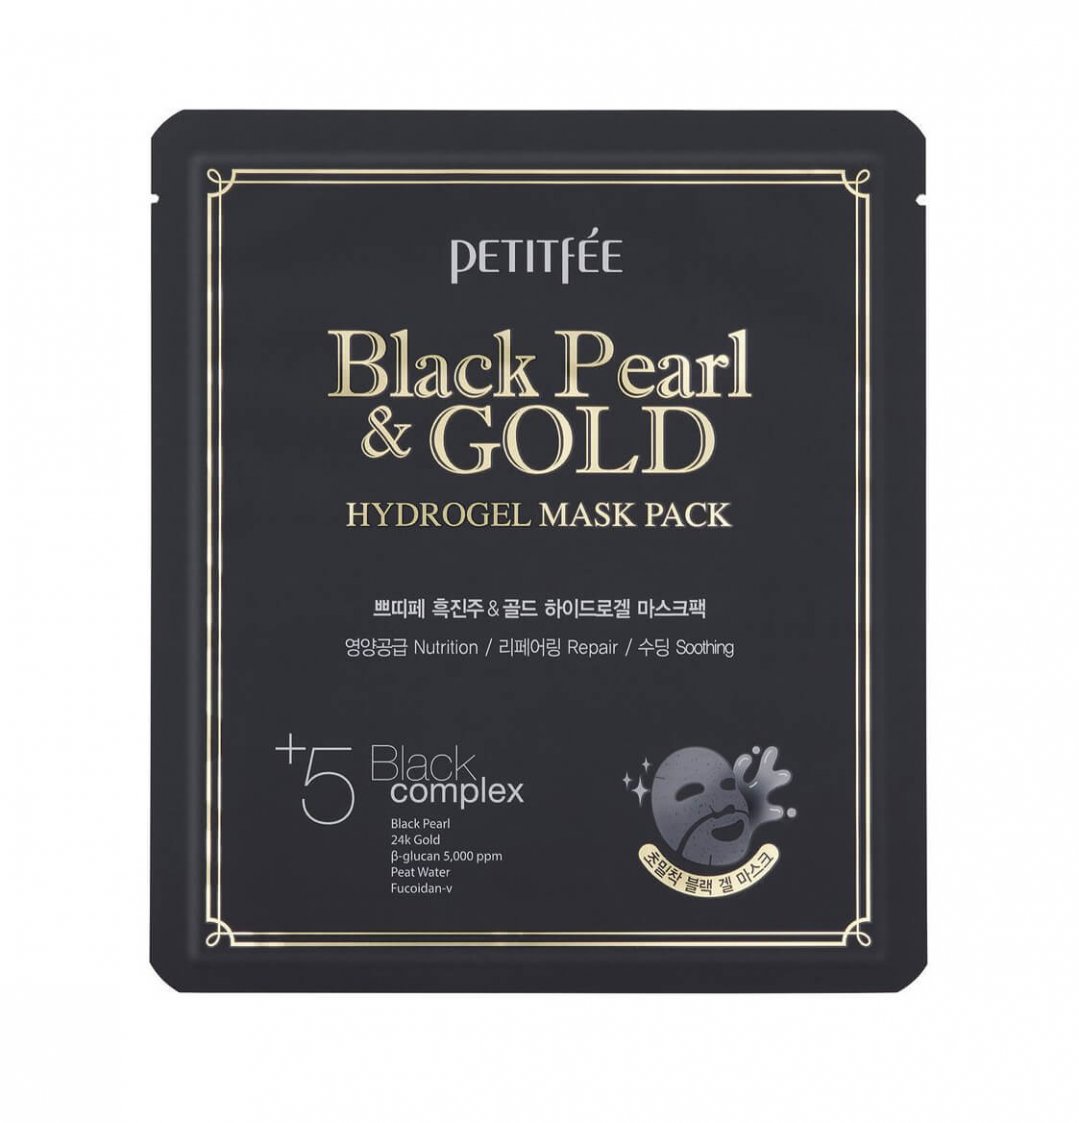 PETITFÉE
Black Pearl
& GOLD
HYDROGEL MASK PACK
쁘띠페 흑진주 & 골드 하이드로겔 마스크팩
영양공급 Nutrition / 리페어링 Repair / 수딩 Soothing
+5 Black
complex
Black Pearl
24k Gold
β-glucan 5,000 ppm
Peat Water
Fucoidan-v
초밀착 블랙 겔 마스크